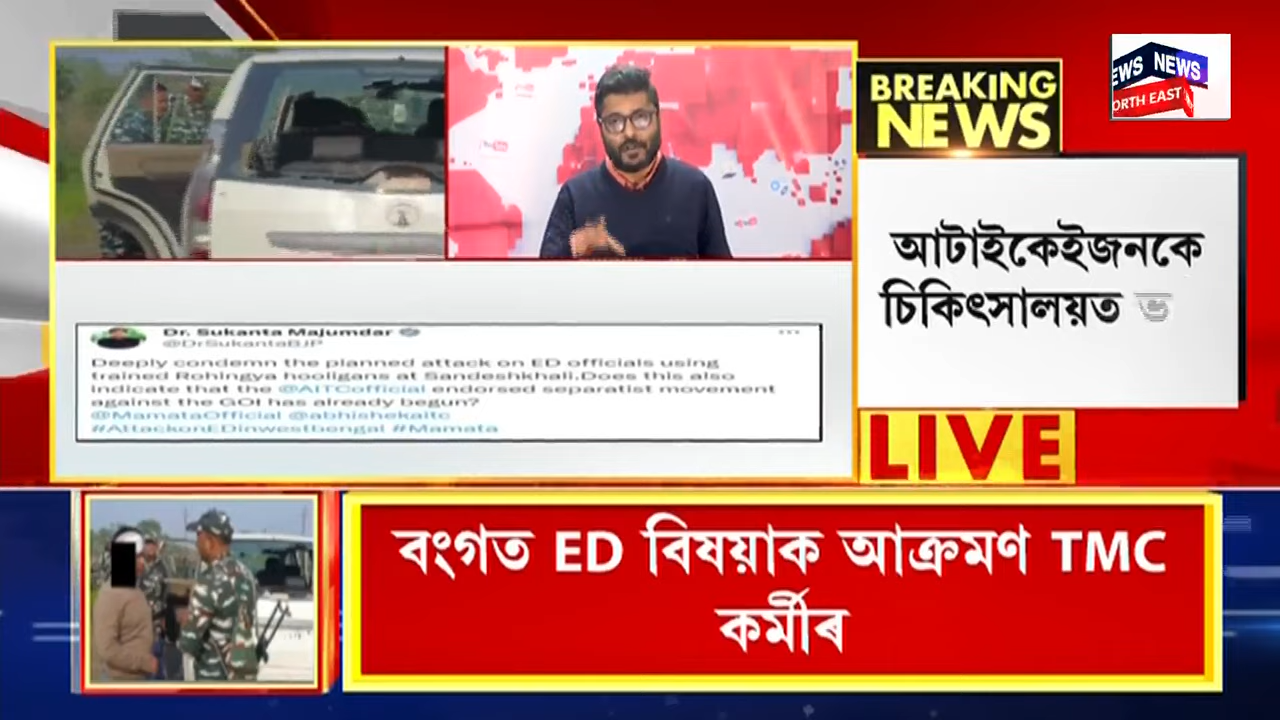 BREAKING
NEWS
NEWS
NORTH EAST
Dr. Sukanta Majumdar
@DrSukantaBJP
Deeply condemn the planned attack on ED officials using
trained Rohingya hooligans at Sandeshkhali.Does this also
indicate that the @AITCofficial endorsed separatist movement
against the GOI has already begun?
@MamataOfficial @abhishekaitc
#AttackonEDinwestbengal #Mamata
আটাইকেইজনকে
চিকিৎসালয়ত
LIVE
বংগত ED বিষয়াক আক্ৰমণ TMC
কৰ্মীৰ